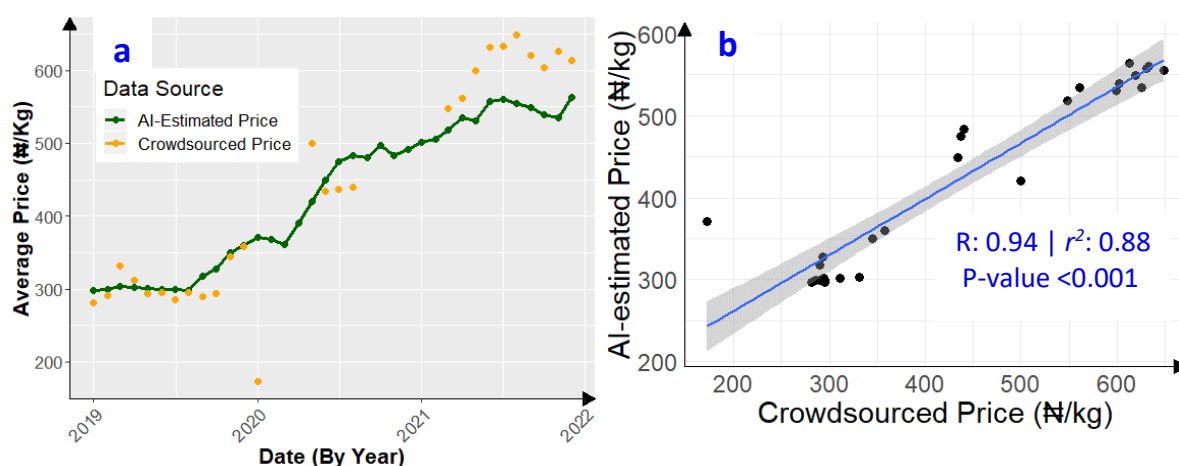 a
Data Source
AI-Estimated Price
Crowdsourced Price
Average Price (₦/Kg)
600
500
400
300
200
2019
2020
2021
2022
Date (By Year)
b
AI-estimated Price (₦/kg)
600
500
400
300
200
R: 0.94 | r²: 0.88
P-value <0.001
200
300
400
500
600
Crowdsourced Price (₦/kg)